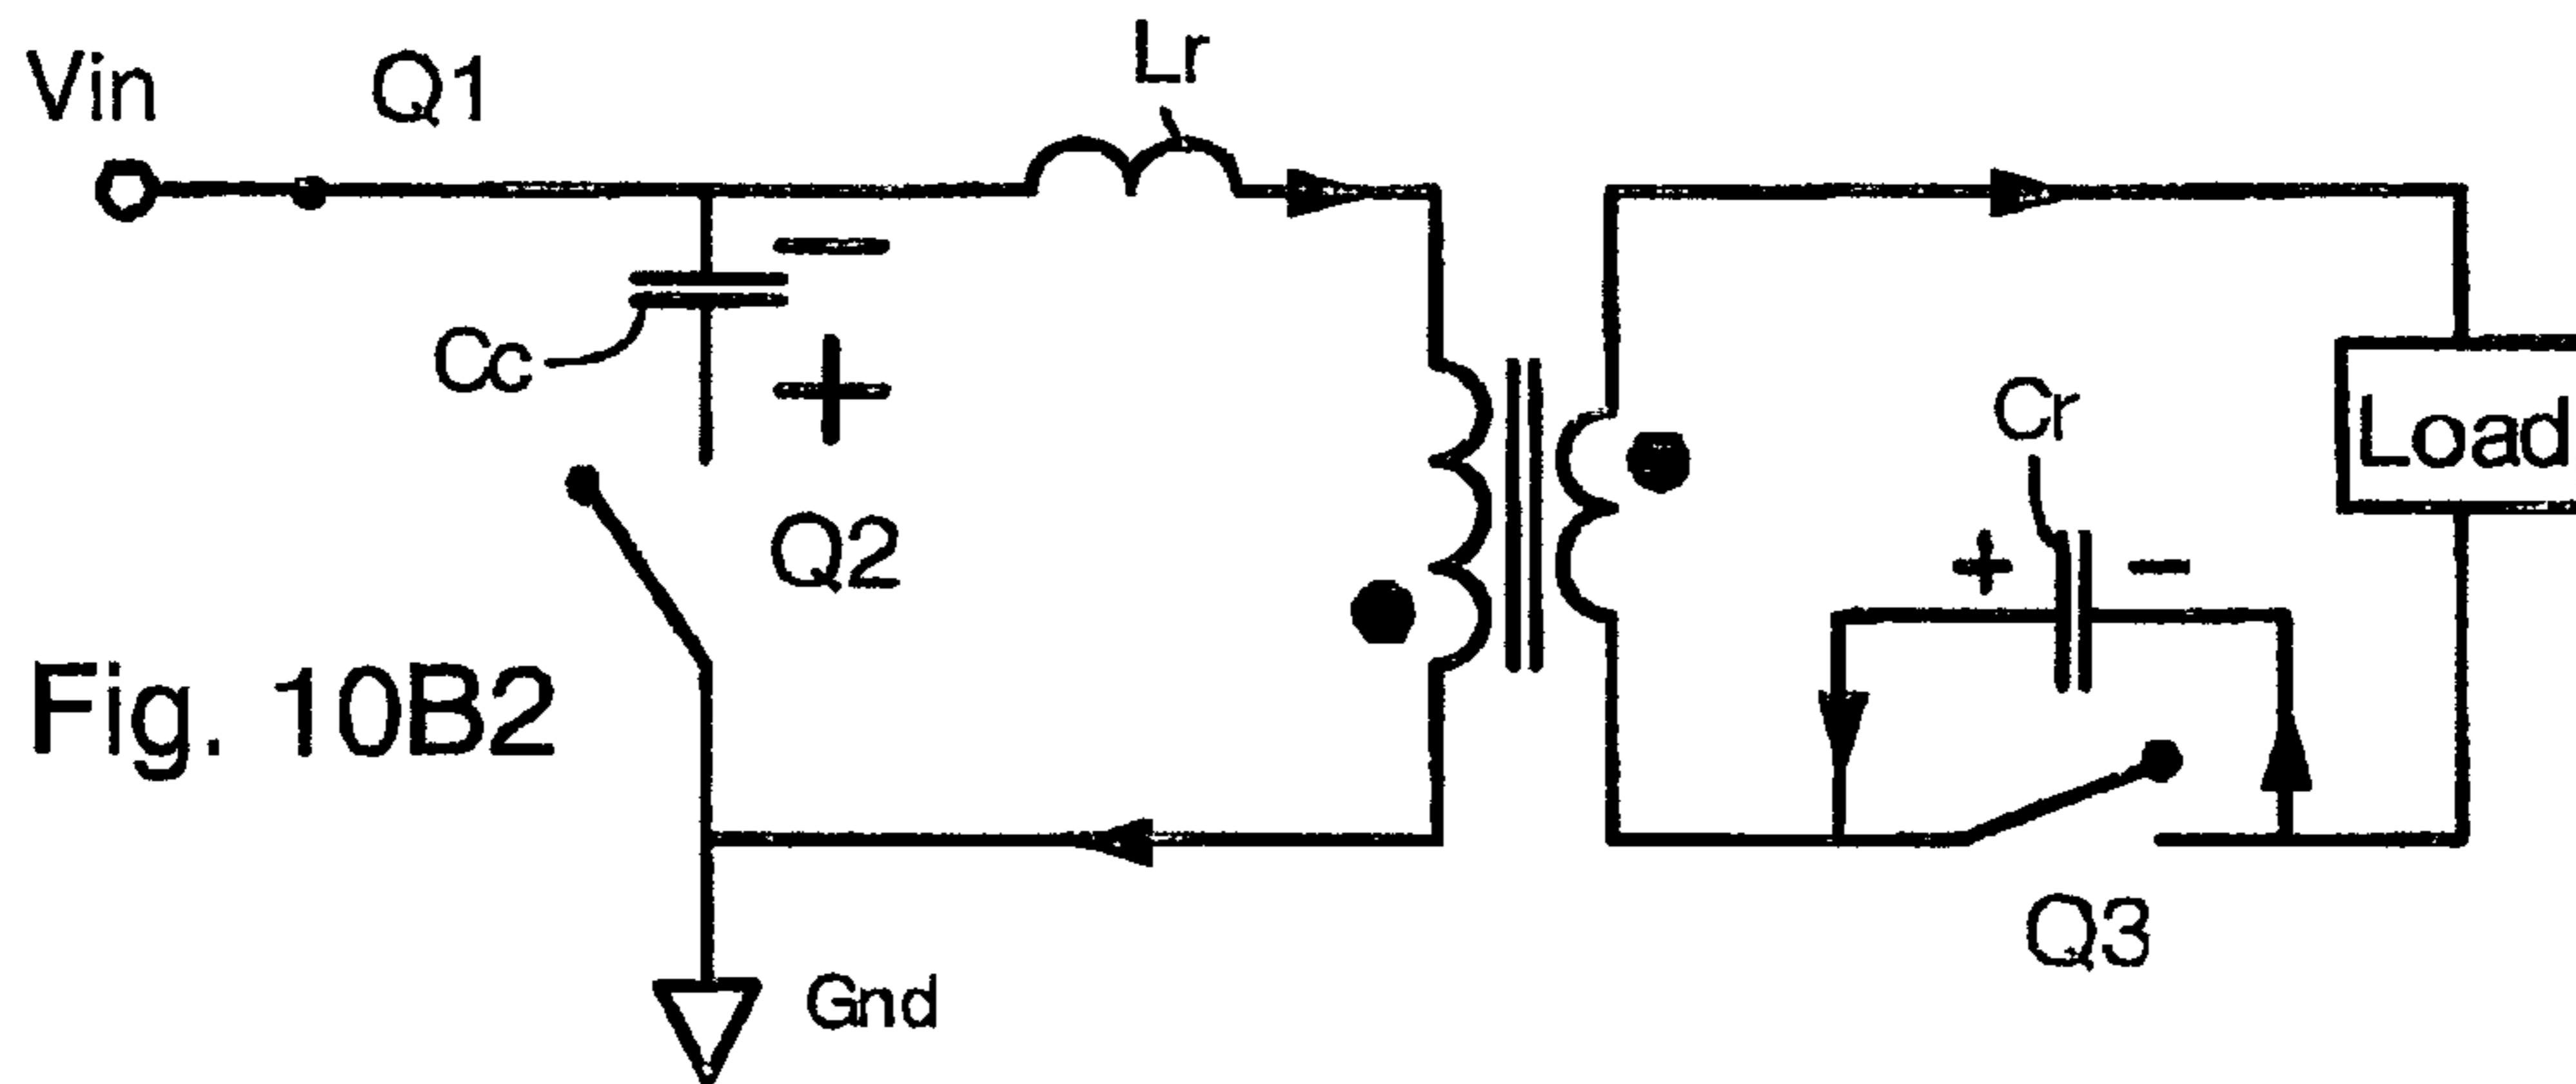 Vin
Q1
Lr
Cc
− 
+
Q2
Cr
+ −
Load
Fig. 10B2
Q3
Gnd